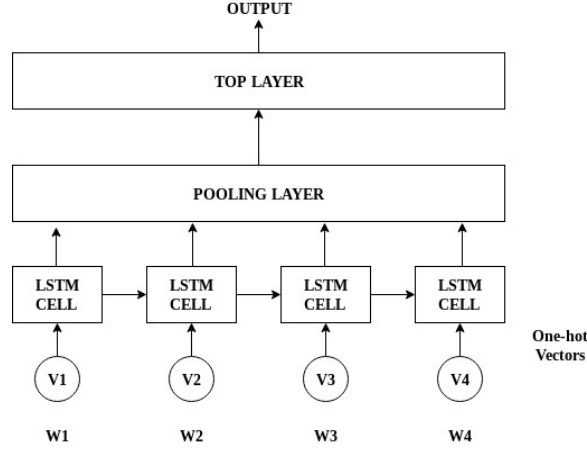 OUTPUT
TOP LAYER
POOLING LAYER
LSTM CELL
LSTM CELL
LSTM CELL
LSTM CELL
One-hot
Vectors
V1 V2 V3 V4
W1 W2 W3 W4